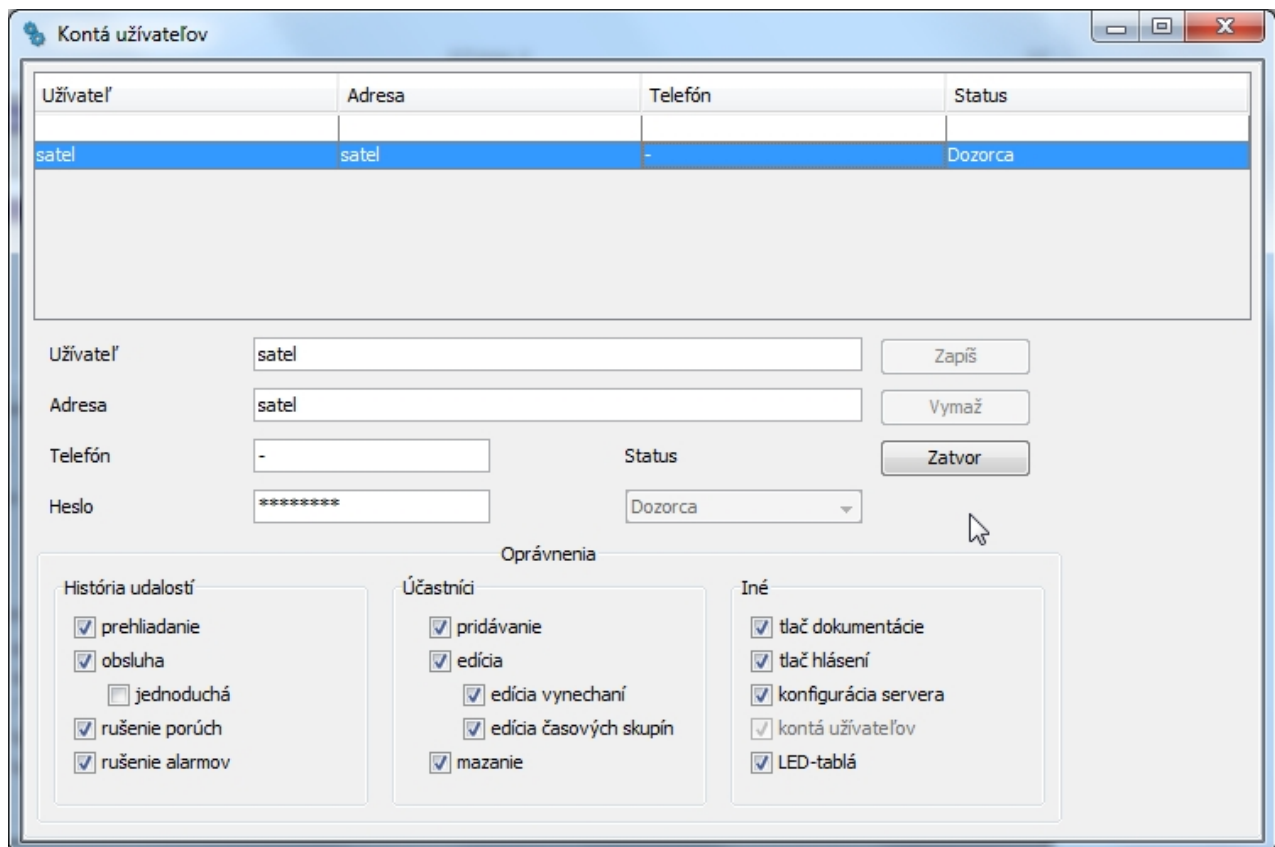 Kontá užívateľov
Užívateľ Adresa Telefón Status
satel satel - Dozorca
Užívateľ satel Zapíš
Adresa satel Vymaž
Telefón - Status Zatvor
Heslo ******** Dozorca
Oprávnenia
História udalostí Účastníci Iné
prehliadanie pridávanie tlač dokumentácie
obsluha edícia tlač hlásení
jednoduchá edícia vynechaní konfigurácia servera
rušenie porúch edícia časových skupín kontá užívateľov
rušenie alarmov mazanie LED-tablá